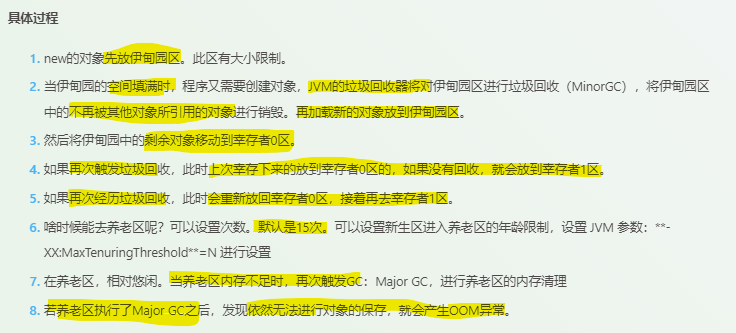 具体过程
1. new的对象先放伊甸园区。此区有大小限制。
2. 当伊甸园的空间填满时，程序又需要创建对象，JVM的垃圾回收器将对伊甸园区进行垃圾回收（MinorGC），将伊甸园区
中的不再被其他对象所引用的对象进行销毁。再加载新的对象放到伊甸园区。
3. 然后将伊甸园中的剩余对象移动到幸存者0区。
4. 如果再次触发垃圾回收，此时上次幸存下来的放到幸存者0区的，如果没有回收，就会放到幸存者1区。
5. 如果再次经历垃圾回收，此时会重新放回幸存者0区，接着再去幸存者1区。
6. 啥时候能去养老区呢？可以设置次数。默认是15次。可以设置新生区进入养老区的年龄限制，设置 JVM 参数：**-
XX:MaxTenuringThreshold**=N 进行设置
7. 在养老区，相对悠闲。当养老区内存不足时，再次触发GC：Major GC，进行养老区的内存清理
8. 若养老区执行了Major GC之后，发现依然无法进行对象的保存，就会产生OOM异常。